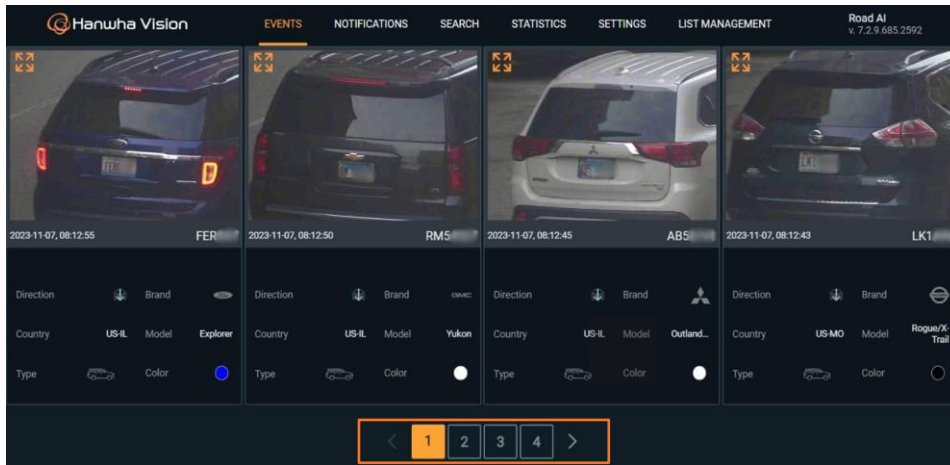 Hanwha Vision
EVENTS NOTIFICATIONS SEARCH STATISTICS SETTINGS LIST MANAGEMENT Road AI
v. 7.2.9.685.2592
2023-11-07, 08:12:55 FER 2023-11-07, 08:12:50 RM5 2023-11-07, 08:12:45 AB5 2023-11-07, 08:12:43 LK1
Direction Brand Direction Brand GMC Direction Brand Direction Brand
Country US-IL Model Explorer Country US-IL Model Yukon Country US-IL Model Outland... Country US-MO Model Rogue/X-
Trail
Type Color Type Color Type Color Type Color
1 2 3 4